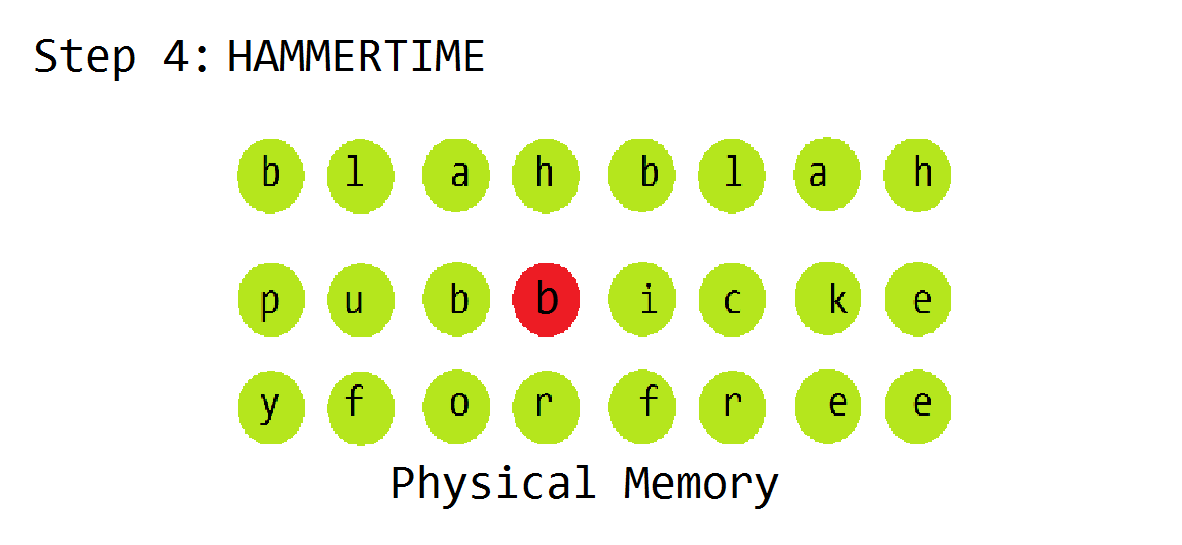 Step 4: HAMMERTIME
b l a h b l a h
p u b b i c k e
y f o r f r e e
Physical Memory